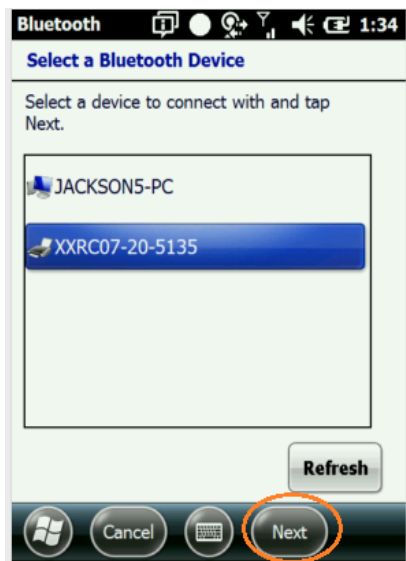 Bluetooth 1:34
Select a Bluetooth Device
Select a device to connect with and tap
Next.
JACKSON5-PC
XXRC07-20-5135
Refresh
Cancel Next